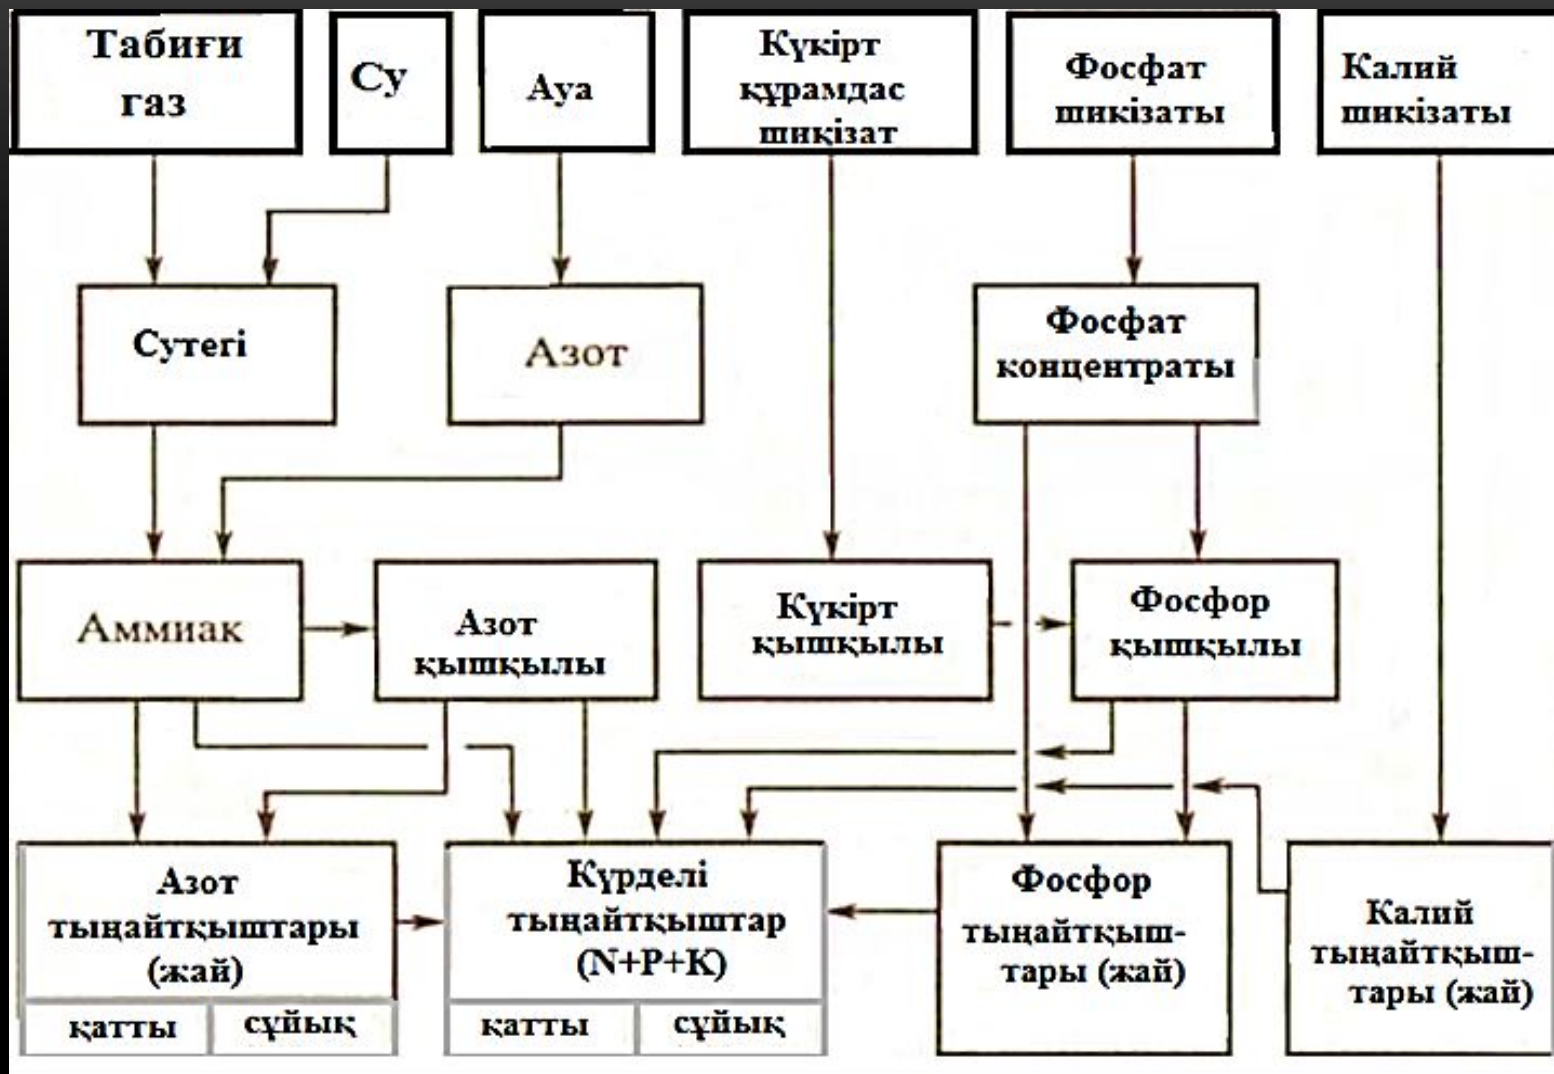 Табиғи
газ
Су
Ауа
Күкірт
құрамдас
шикізат
Фосфат
шикізаты
Калий
шикізаты
Сутегі
Азот
Фосфат
концентраты
Аммиак
Азот
қышқылы
Күкірт
қышқылы
Фосфор
қышқылы
Азот
тыңайтқыштары
(жай)
қатты
сұйық
Күрделі
тыңайтқыштар
(N+P+K)
қатты
сұйық
Фосфор
тыңайтқыш-
тары (жай)
Калий
тыңайтқыш-
тары (жай)